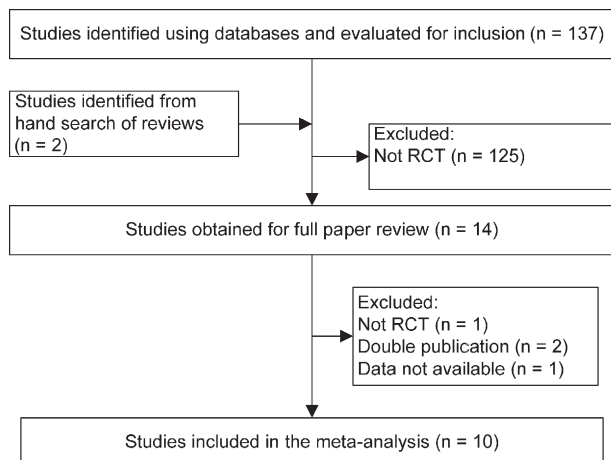 Studies identified using databases and evaluated for inclusion (n = 137)
Studies identified from
hand search of reviews
(n = 2)
Excluded:
Not RCT (n = 125)
Studies obtained for full paper review (n = 14)
Excluded:
Not RCT (n = 1)
Double publication (n = 2)
Data not available (n = 1)
Studies included in the meta-analysis (n = 10)